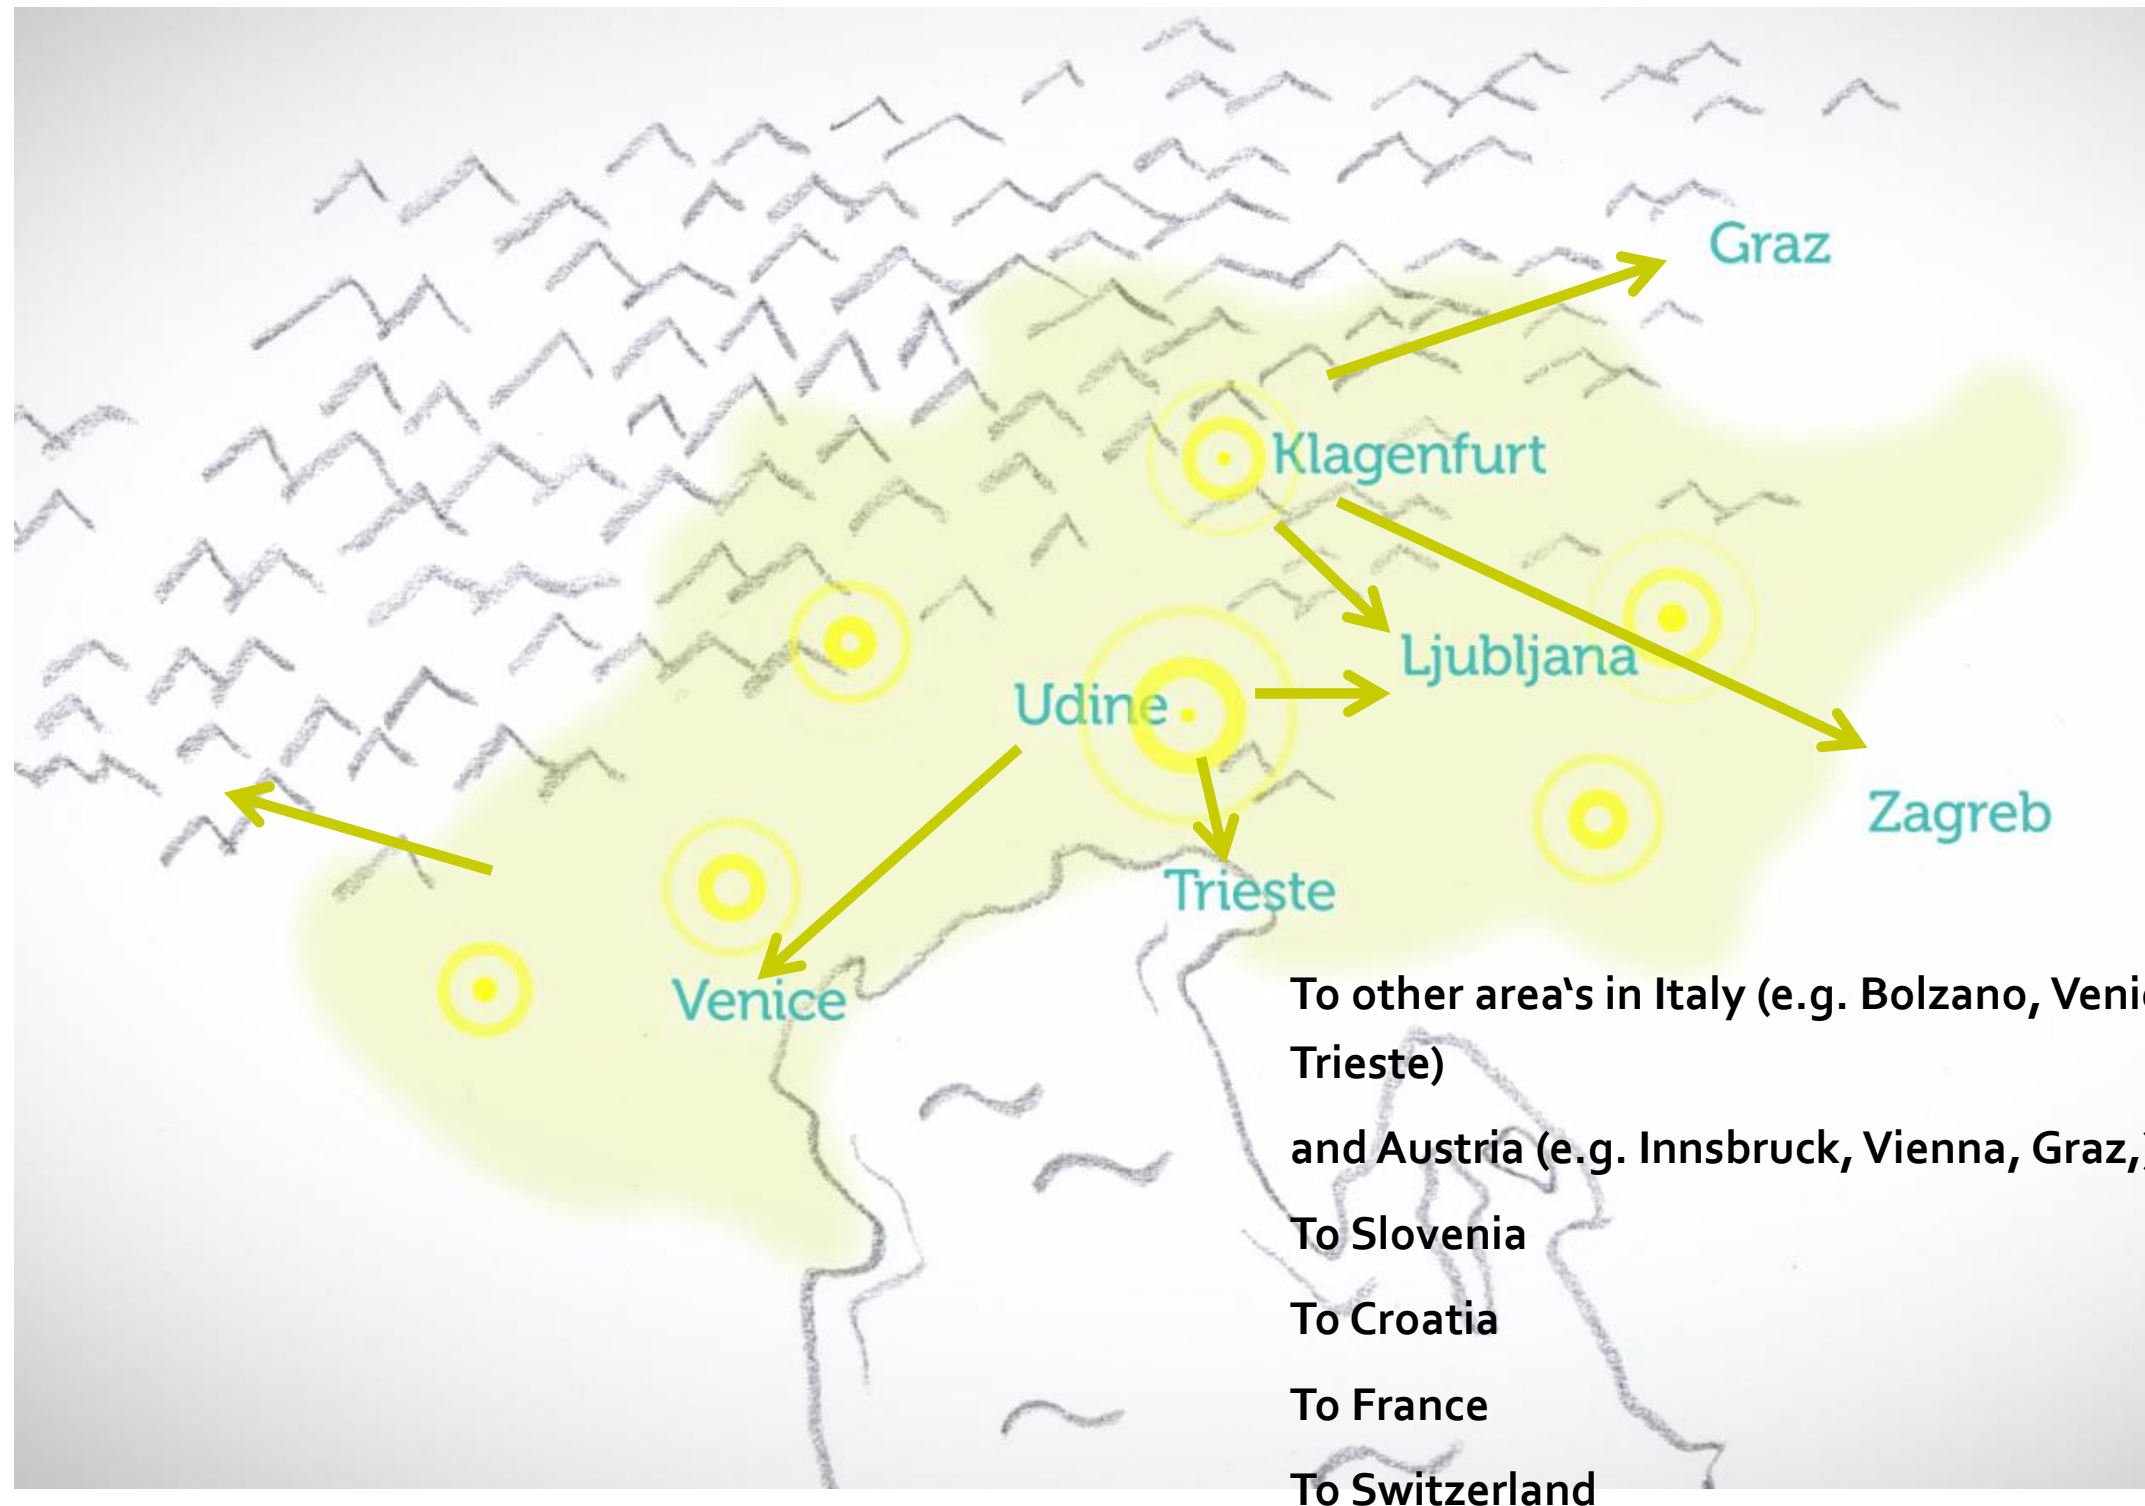 Graz
Klagenfurt
Ljubljana
Udine
Zagreb
Trieste
Venice
To other area‘s in Italy (e.g. Bolzano,
Trieste)
and Austria (e.g. Innsbruck, Vienna, Graz,)
To Slovenia
To Croatia
To France
To Switzerland